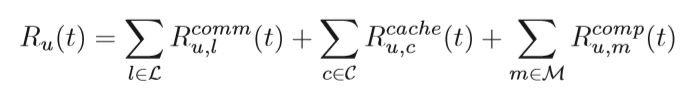 $R_u(t) = \sum_{l \in \mathcal{L}} R_{u,l}^{comm}(t) + \sum_{c \in \mathcal{C}} R_{u,c}^{cache}(t) + \sum_{m \in \mathcal{M}} R_{u,m}^{comp}(t)$